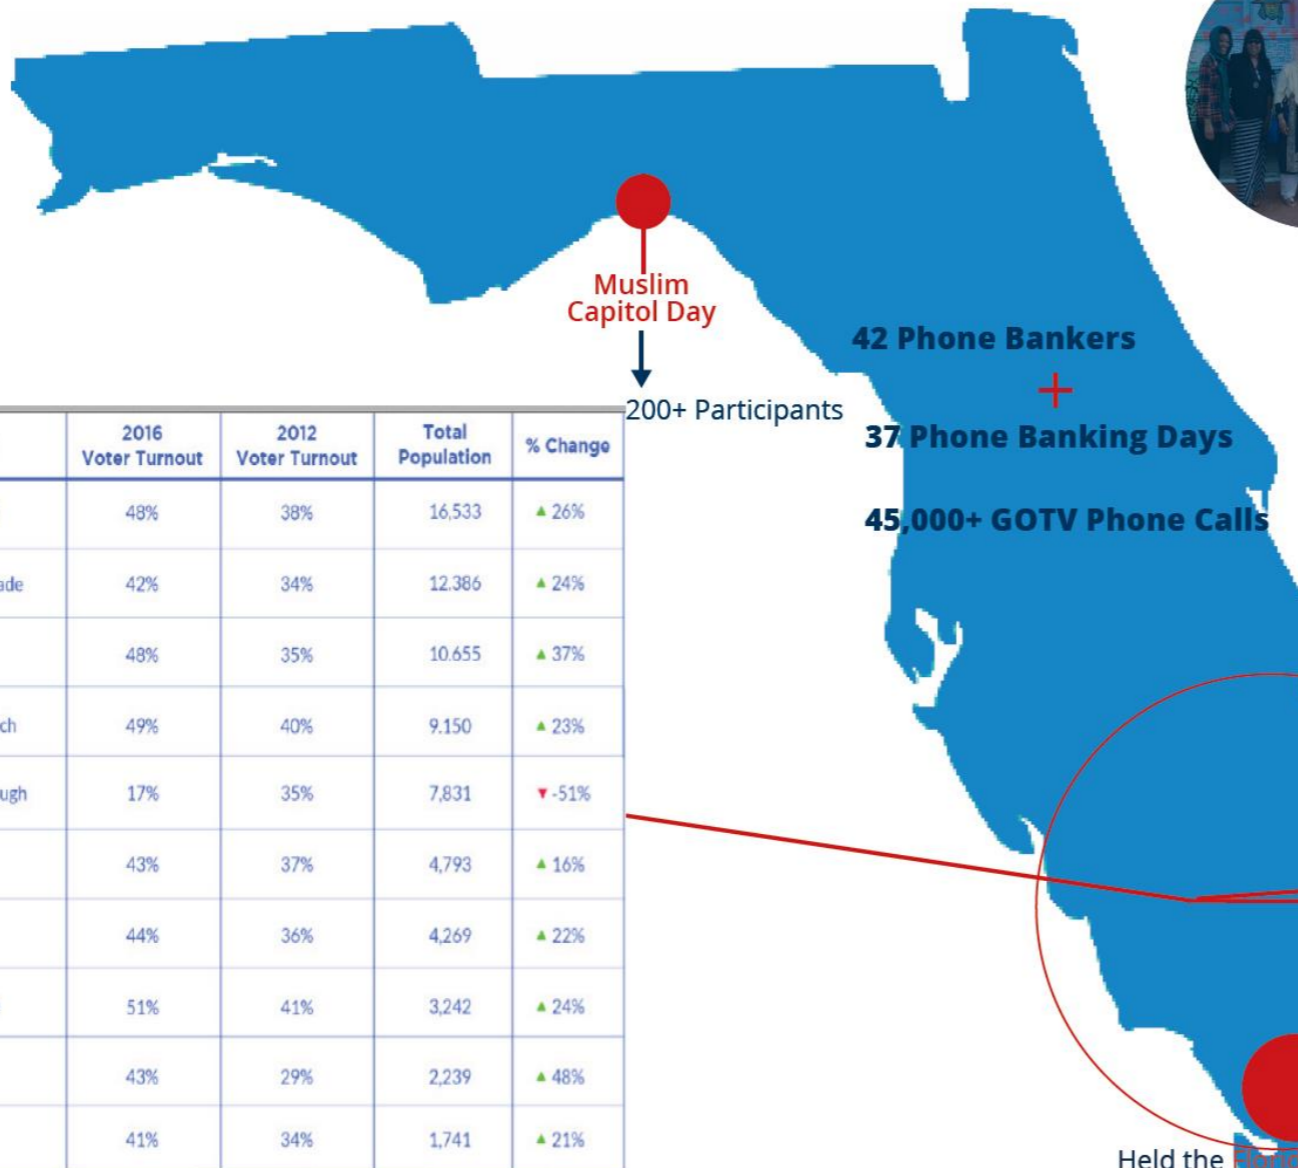 Muslim
Capitol Day
200+ Participants
42 Phone Bankers
+
37 Phone Banking Days
45,000+ GOTV Phone Calls
2016 Voter Turnout 2012 Voter Turnout Total Population % Change
48% 38% 16,533 ▲ 26%
ade 42% 34% 12.386 ▲ 24%
48% 35% 10.655 ▲ 37%
ch 49% 40% 9.150 ▲ 23%
ugh 17% 35% 7,831 ▼ -51%
43% 37% 4,793 ▲ 16%
44% 36% 4,269 ▲ 22%
51% 41% 3,242 ▲ 24%
43% 29% 2,239 ▲ 48%
41% 34% 1,741 ▲ 21%
Held the